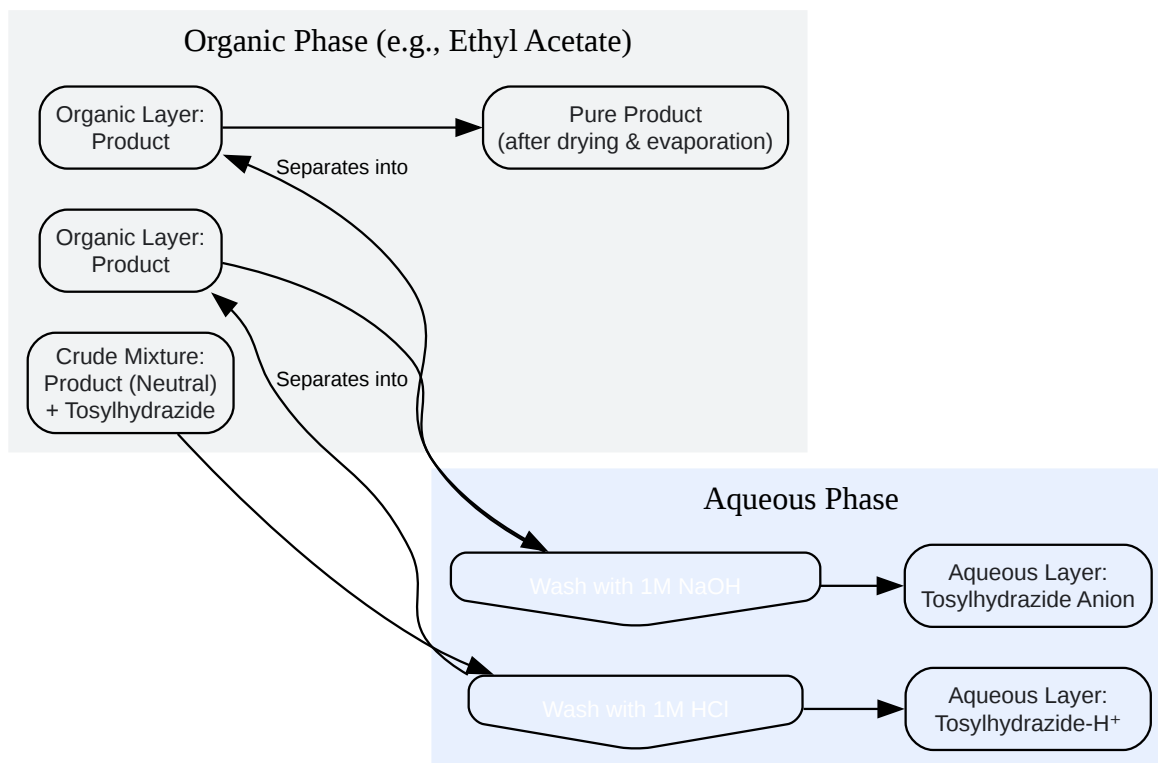 Organic Phase (e.g., Ethyl Acetate)
Organic Layer:
Product
Pure Product
(after drying & evaporation)
Separates into
Organic Layer:
Product
Crude Mixture:
Product (Neutral)
+ Tosylhydrazide
Separates into
Aqueous Phase
Wash with 1M NaOH
Aqueous Layer:
Tosylhydrazide Anion
Wash with 1M HCl
Aqueous Layer:
Tosylhydrazide-H⁺